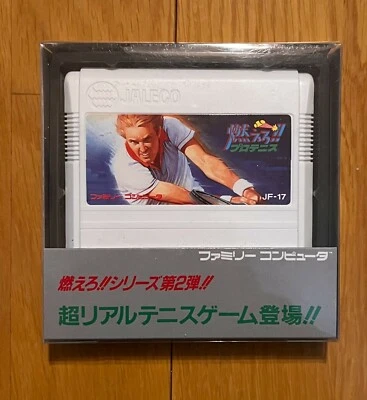 JALECO
燃えろ!!
プロテニス
ファミリーコンピュータ
JF-17
ファミリー コンピュータ
燃えろ!!シリーズ第2弾!!
超リアルテニスゲーム登場!!